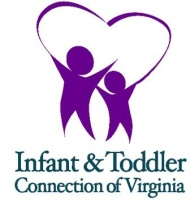 Infant & Toddler
Connection of Virginia